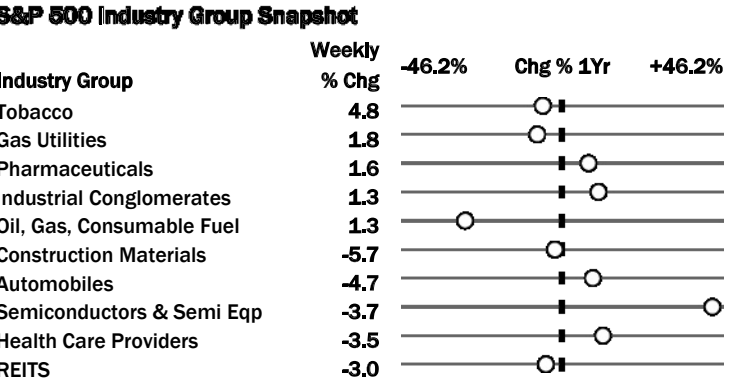 S&P 500 Industry Group Snapshot
Weekly
-46.2% Chg % 1Yr +46.2%
Industry Group % Chg
Tobacco 4.8
Gas Utilities 1.8
Pharmaceuticals 1.6
Industrial Conglomerates 1.3
Oil, Gas, Consumable Fuel 1.3
Construction Materials -5.7
Automobiles -4.7
Semiconductors & Semi Eqp -3.7
Health Care Providers -3.5
REITS -3.0